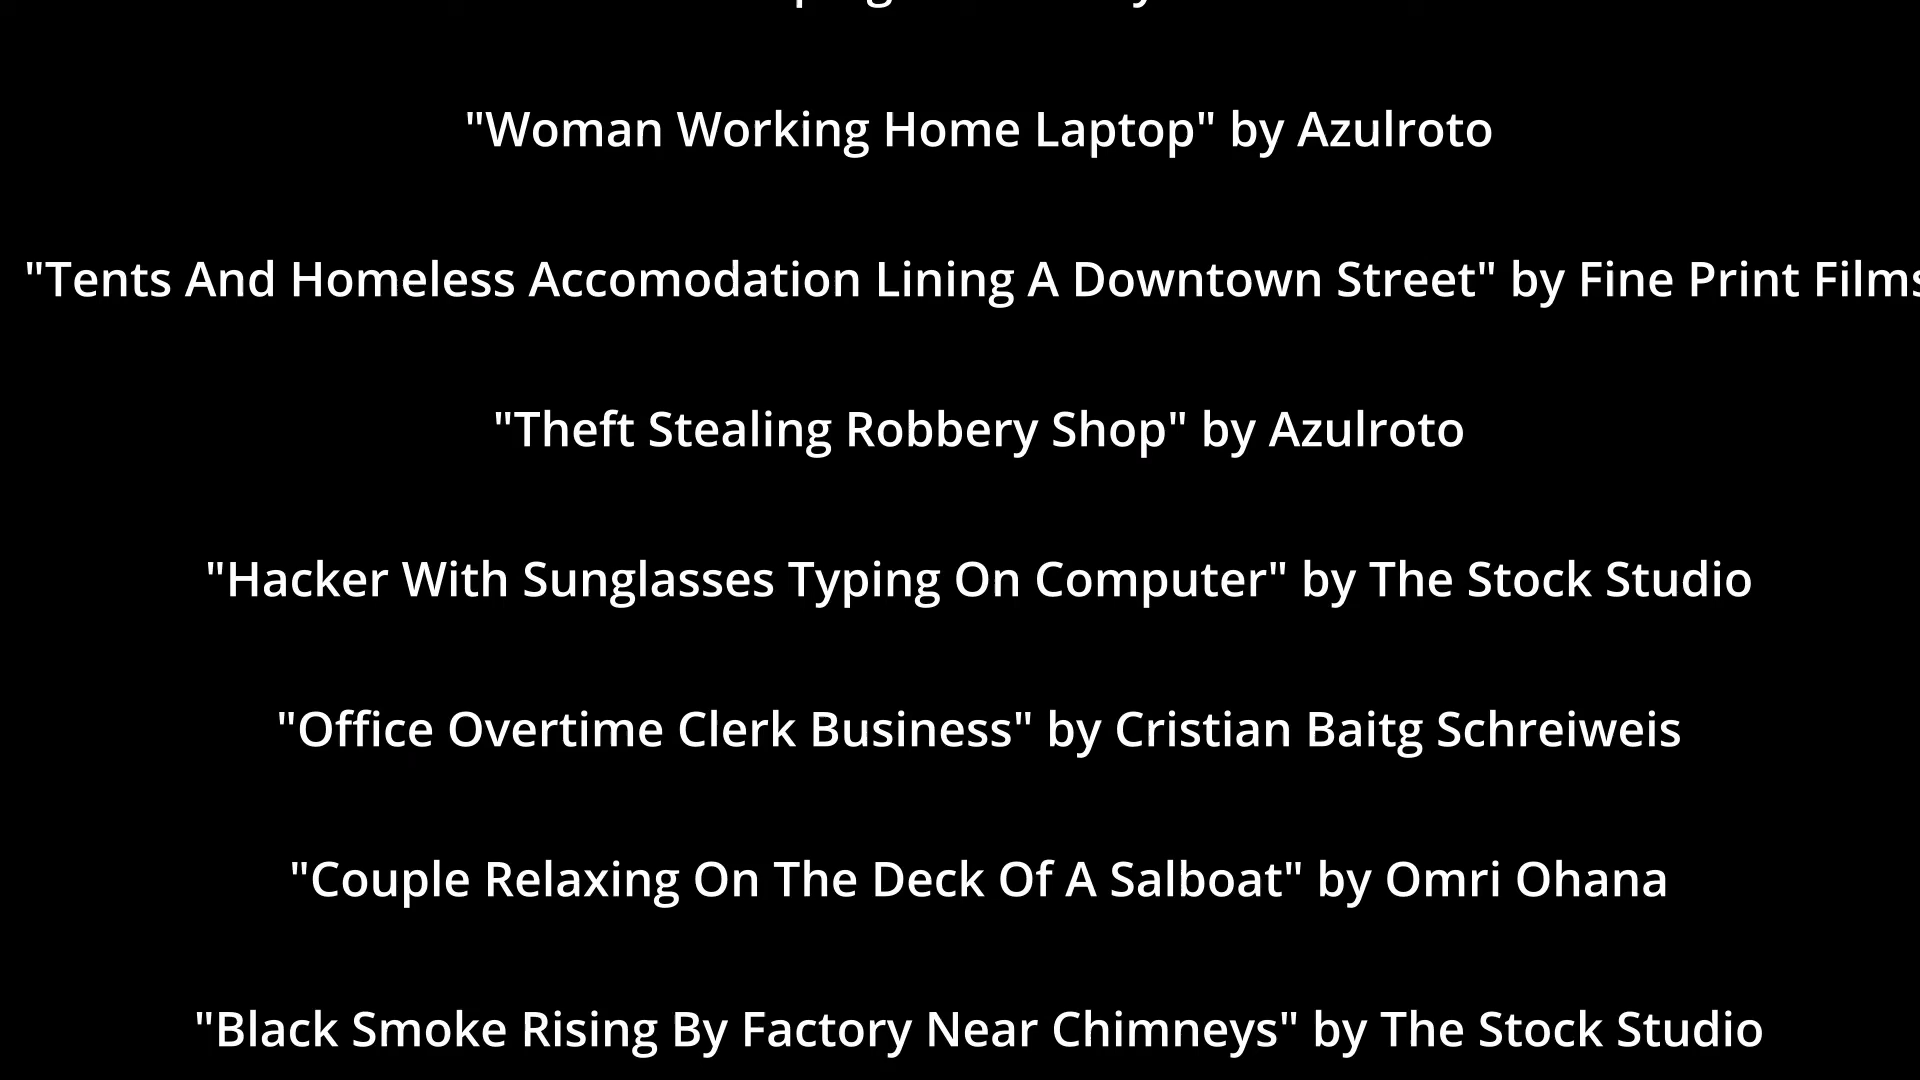 "Woman Working Home Laptop" by Azulroto
"Tents And Homeless Accomodation Lining A Downtown Street" by Fine Print Films
"Theft Stealing Robbery Shop" by Azulroto
"Hacker With Sunglasses Typing On Computer" by The Stock Studio
"Office Overtime Clerk Business" by Cristian Baitg Schreiweis
"Couple Relaxing On The Deck Of A Salboat" by Omri Ohana
"Black Smoke Rising By Factory Near Chimneys" by The Stock Studio